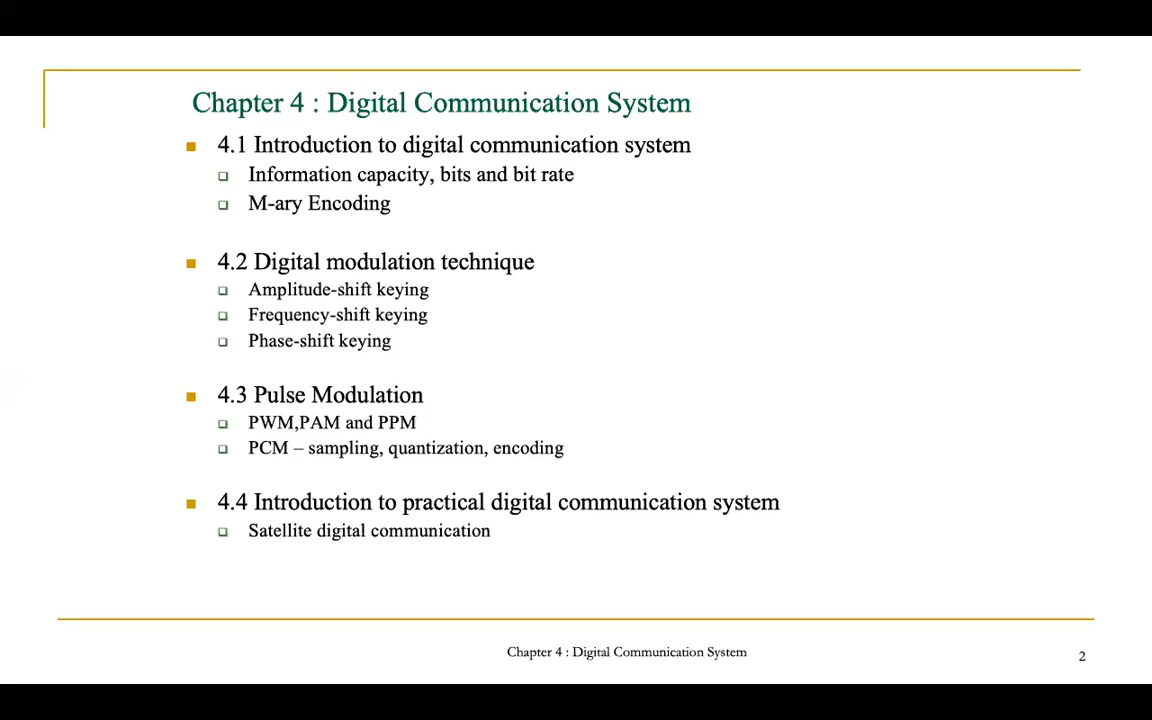 Chapter 4 : Digital Communication System
4.1 Introduction to digital communication system
Information capacity, bits and bit rate
M-ary Encoding
4.2 Digital modulation technique
Amplitude-shift keying
Frequency-shift keying
Phase-shift keying
4.3 Pulse Modulation
PWM,PAM and PPM
PCM – sampling, quantization, encoding
4.4 Introduction to practical digital communication system
Satellite digital communication
Chapter 4 : Digital Communication System
2